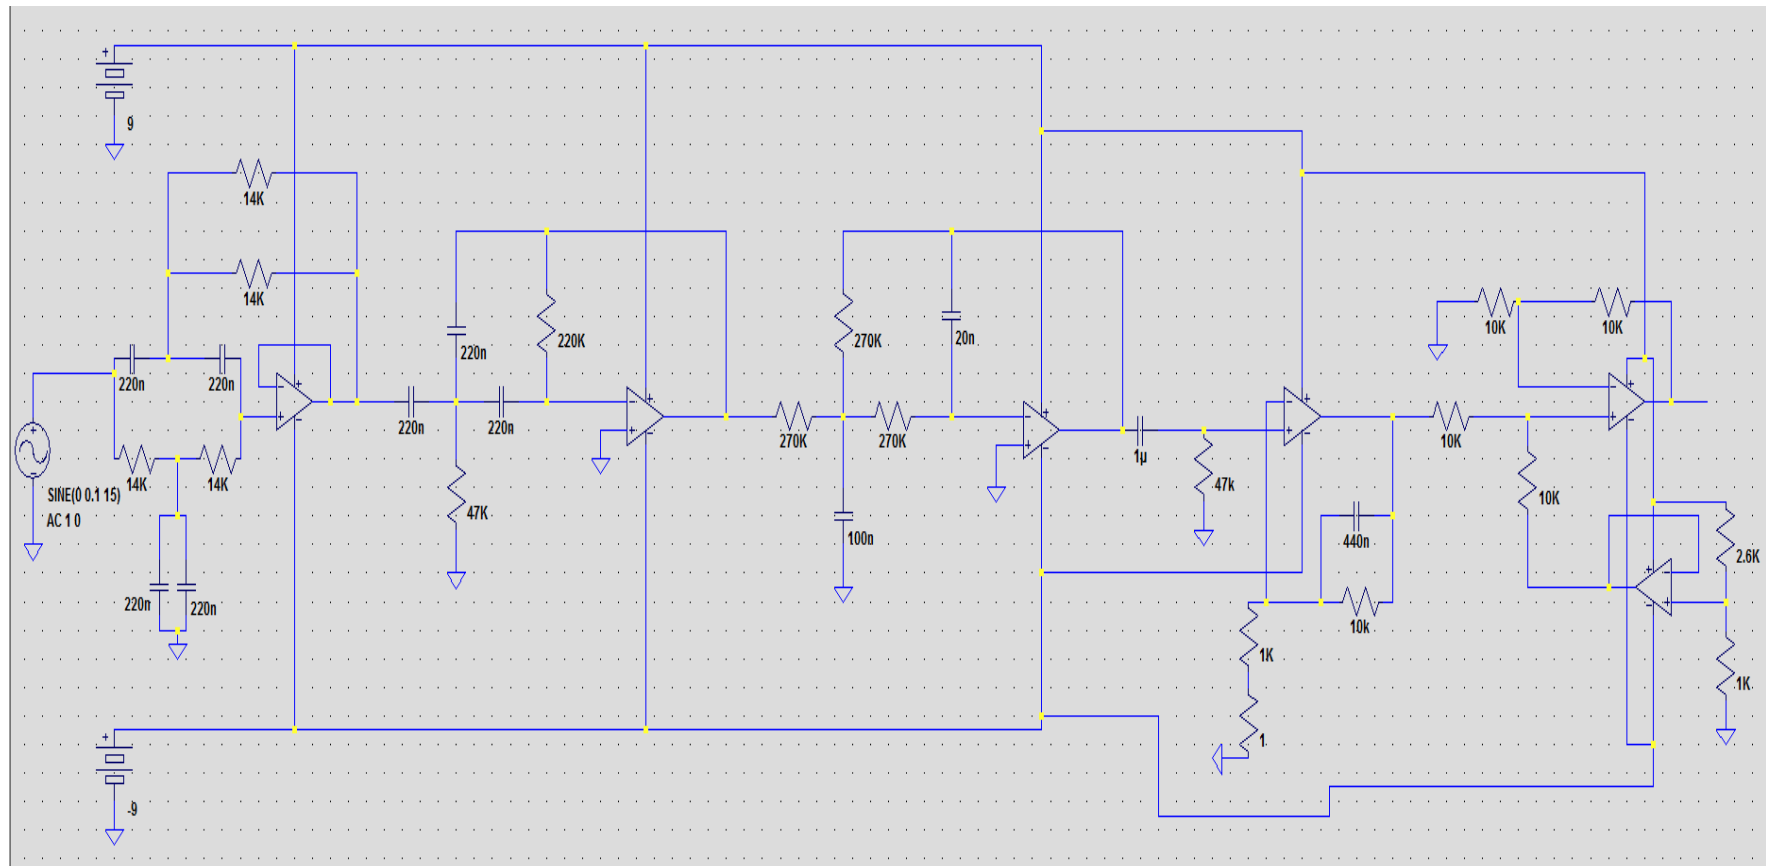 +
9
14K
14K
220n
220n
14K
14K
+
-
SINE(0 0.1 15)
AC 1 0
220n
220n
-
+
+
-
220n
220K
220n
220n
47K
-
+
+
-
270K
20n
270K
270K
100n
-
+
+
-
1µ
47k
-
+
+
-
440n
10k
1K
1
10K
10K
10K
10K
-
+
+
-
2.6K
+
-
-
+
1K
+
-9